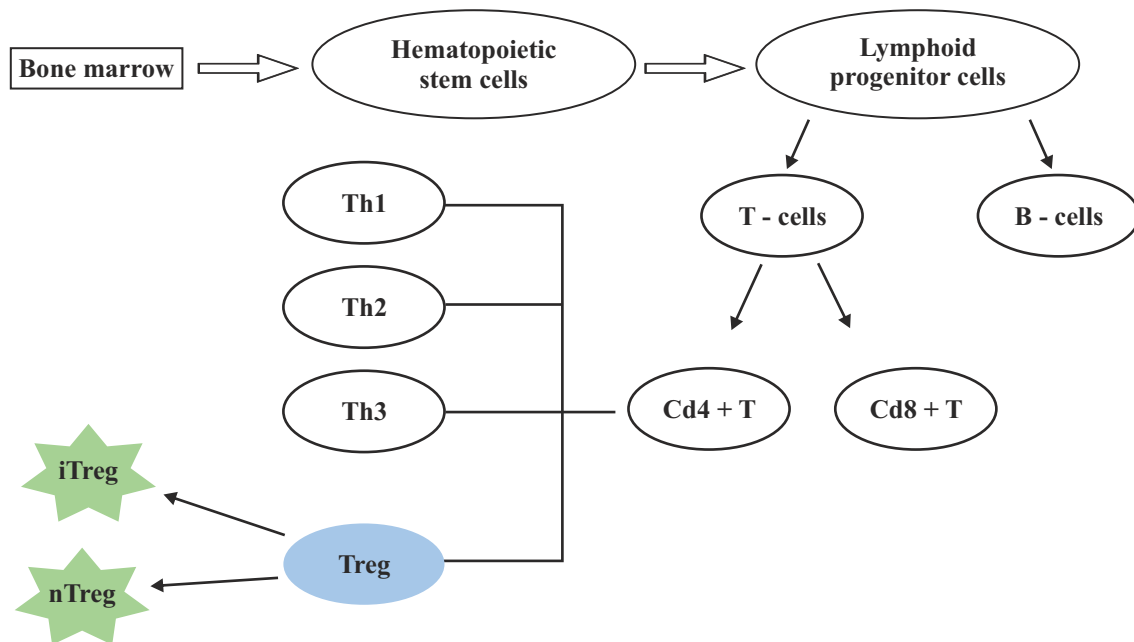 Bone marrow
Hematopoietic
stem cells
Lymphoid
progenitor cells
Th1
T - cells
B - cells
Th2
Th3
Cd4 + T
Cd8 + T
iTreg
Treg
nTreg